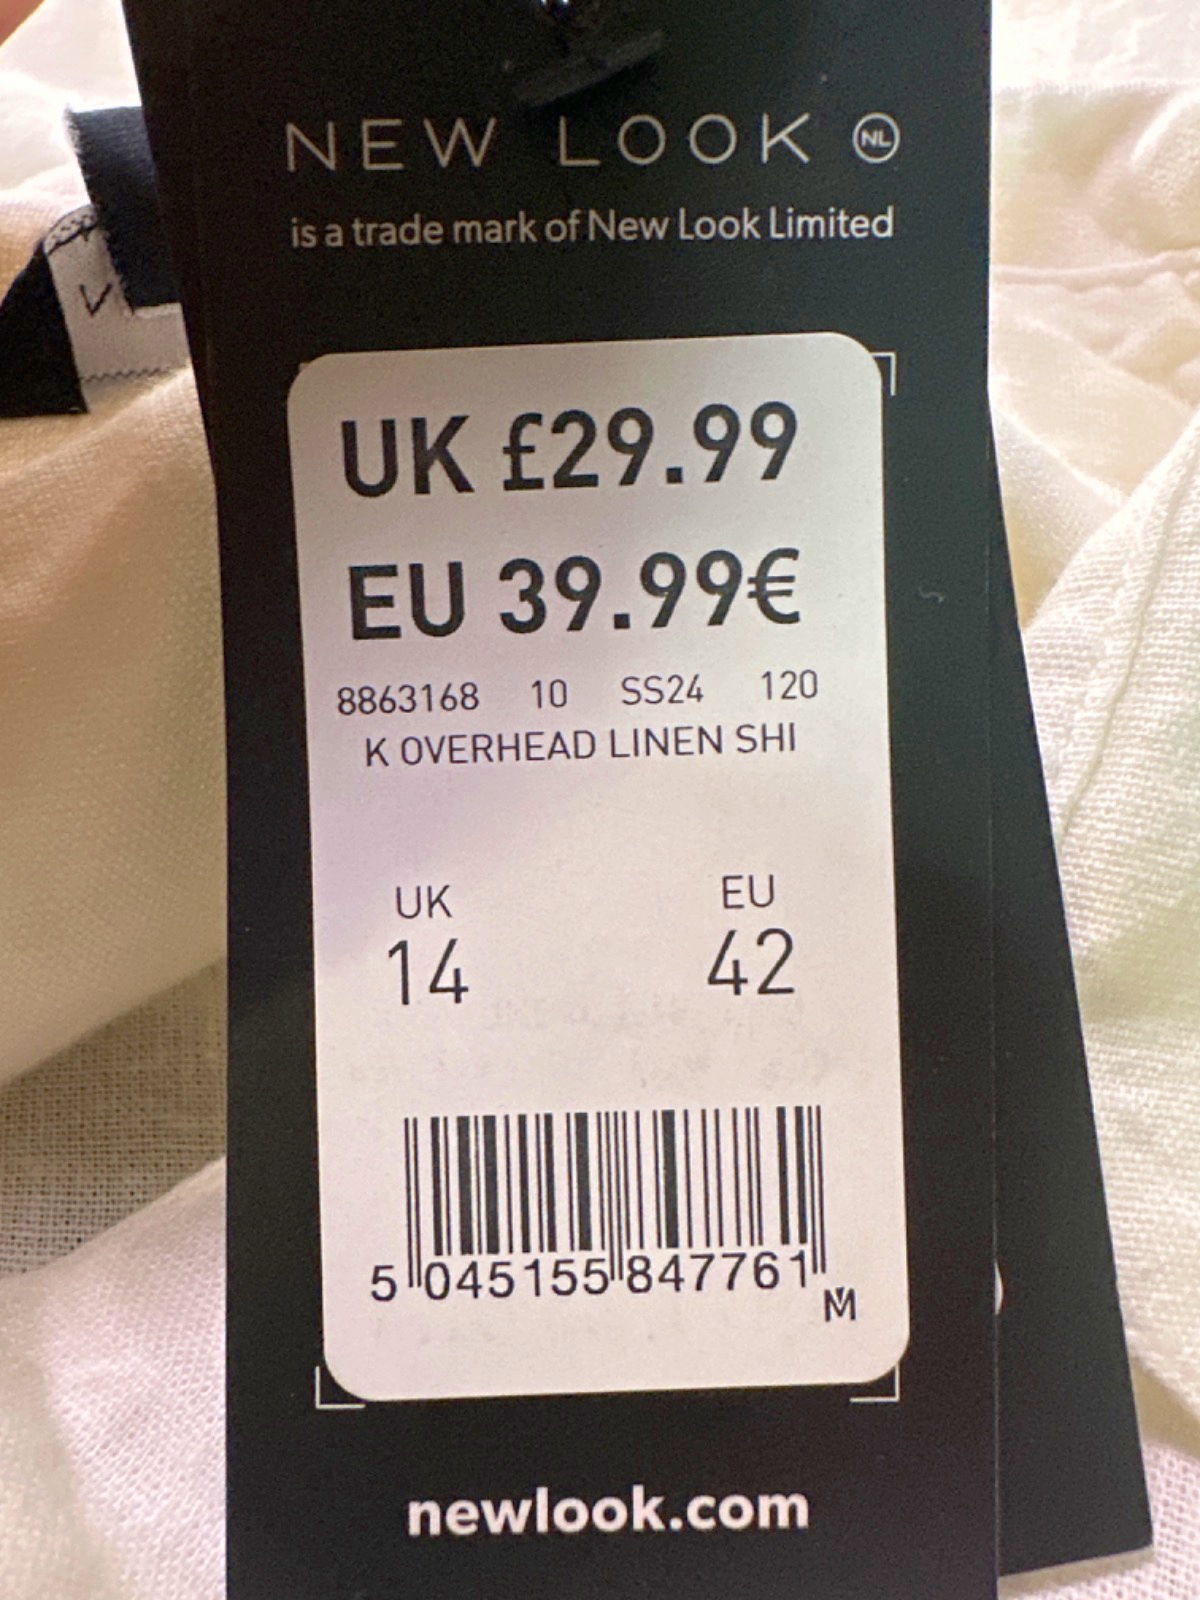 NEW LOOK NL
is a trade mark of New Look Limited
UK £29.99
EU 39.99€
8863168 10 SS24 120
K OVERHEAD LINEN SHI
UK EU
14 42
5 045155 847761
M
newlook.com